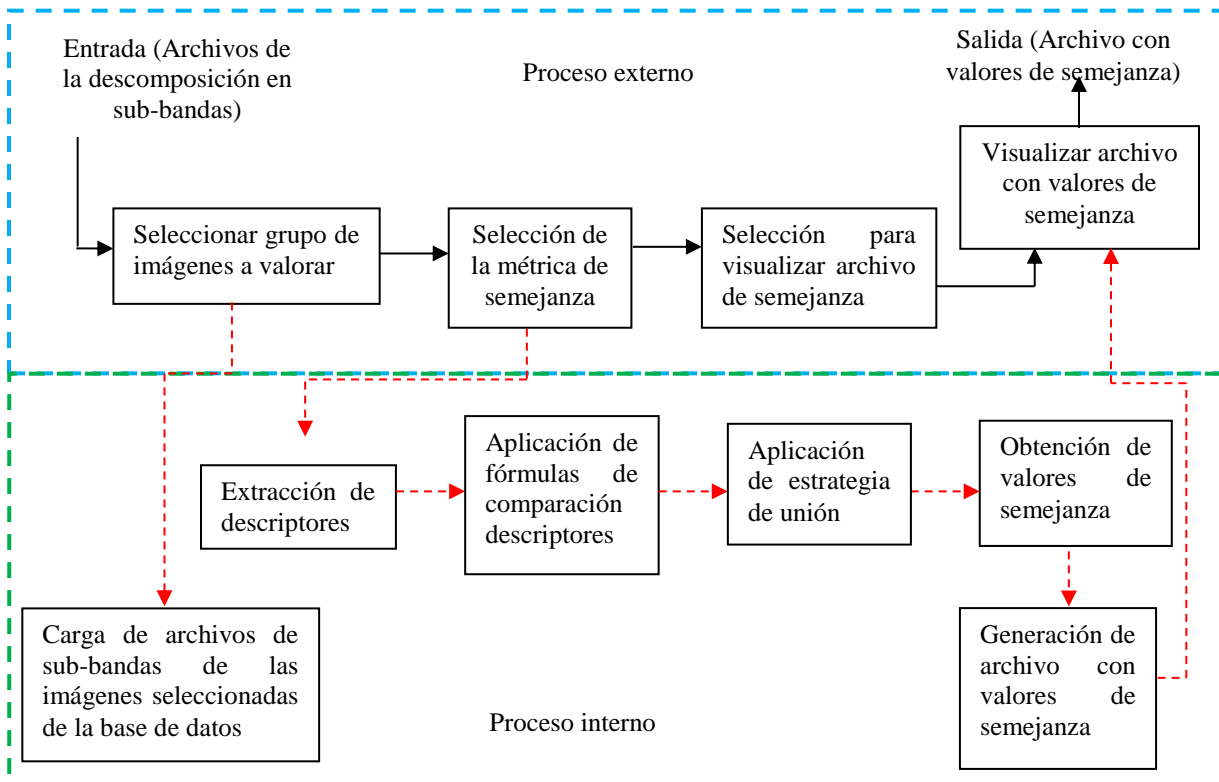 Entrada (Archivos de
la descomposición en
sub-bandas)
Proceso externo
Salida (Archivo con
valores de semejanza)
Visualizar archivo
con valores de
semejanza
Seleccionar grupo de
imágenes a valorar
Selección de
la métrica de
semejanza
Selección para
visualizar archivo
de semejanza
Extracción de
descriptores
Aplicación de
fórmulas de
comparación
descriptores
Aplicación
de estrategia
de unión
Obtención de
valores de
semejanza
Carga de archivos de
sub-bandas de las
imágenes seleccionadas
de la base de datos
Proceso interno
Generación de
archivo con
valores de
semejanza